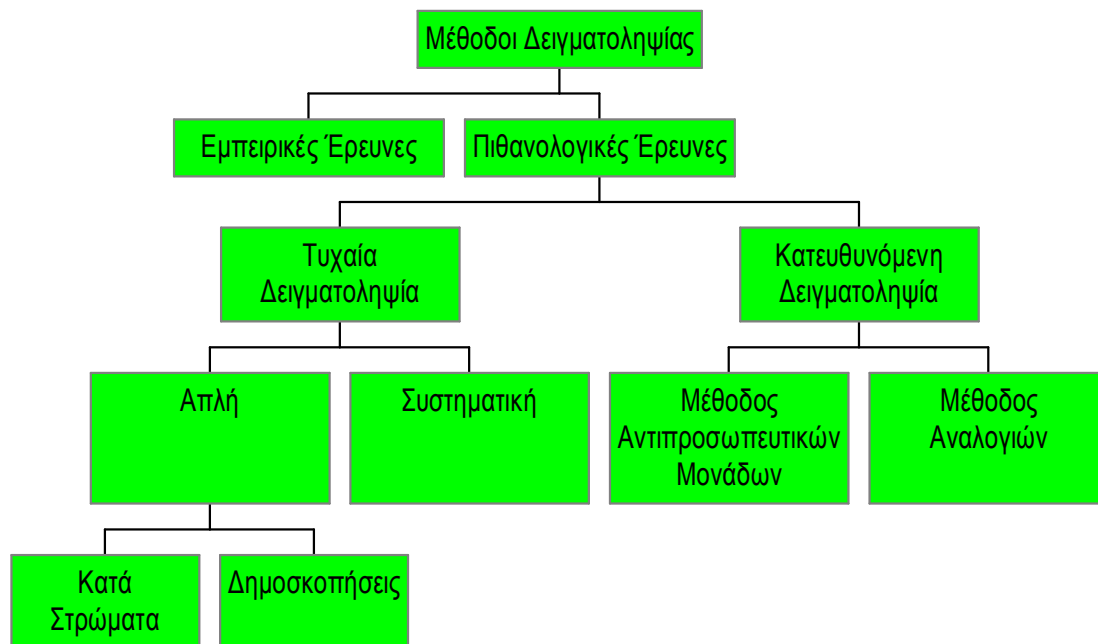 Μέθοδοι Δειγματοληψίας
Εμπειρικές Έρευνες
Πιθανολογικές Έρευνες
Τυχαία
Δειγματοληψία
Κατευθυνόμενη
Δειγματοληψία
Απλή
Συστηματική
Μέθοδος
Αντιπροσωπευτικών
Μονάδων
Μέθοδος
Αναλογιών
Κατά
Στρώματα
Δημοσκοπήσεις